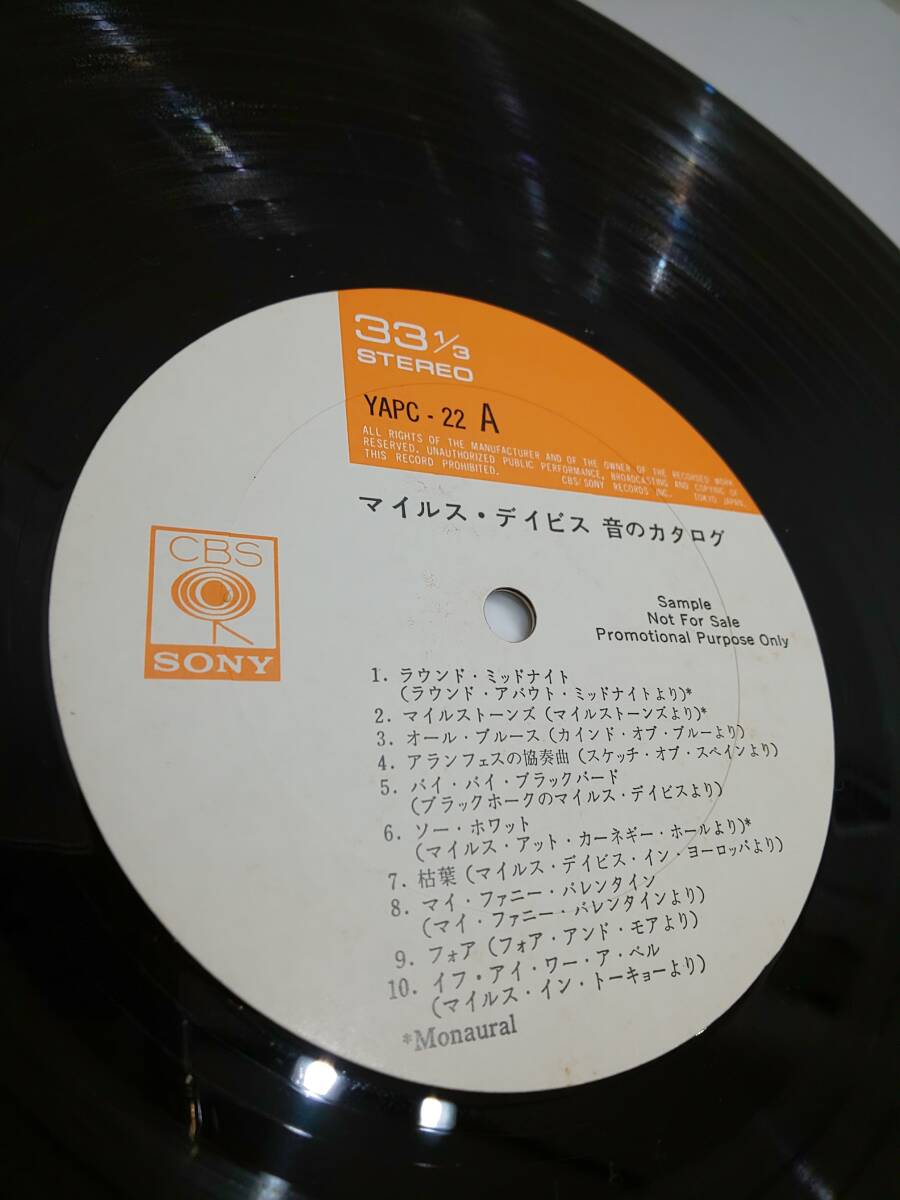 33 1/3
STEREO
YAPC - 22 A
ALL RIGHTS OF THE MANUFACTURER AND OF THE OWNER OF THE RECORDED WORK
RESERVED. UNAUTHORIZED PUBLIC PERFORMANCE, BROADCASTING AND COPYING OF
THIS RECORD PROHIBITED. CBS/SONY RECORDS INC. TOKYO JAPAN.
マイルス・デイビス 音のカタログ
CBS
SONY
Sample
Not For Sale
Promotional Purpose Only
1. ラウンド・ミッドナイト
(ラウンド・アバウト・ミッドナイトより)*
2. マイルストーンズ (マイルストーンズより)*
3. オール・ブルース (カインド・オブ・ブルーより)
4. アランフェスの協奏曲 (スケッチ・オブ・スペインより)
5. バイ・バイ・ブラックバード
(ブラックホークのマイルス・デイビスより)
6. ソー・ホワット
(マイルス・アット・カーネギー・ホールより)*
7. 枯葉 (マイルス・デイビス・イン・ヨーロッパより)
8. マイ・ファニー・バレンタイン
(マイ・ファニー・バレンタインより)
9. フォア (フォア・アンド・モアより)
10. イフ・アイ・ワー・ア・ベル
(マイルス・イン・トーキョーより)
*Monaural